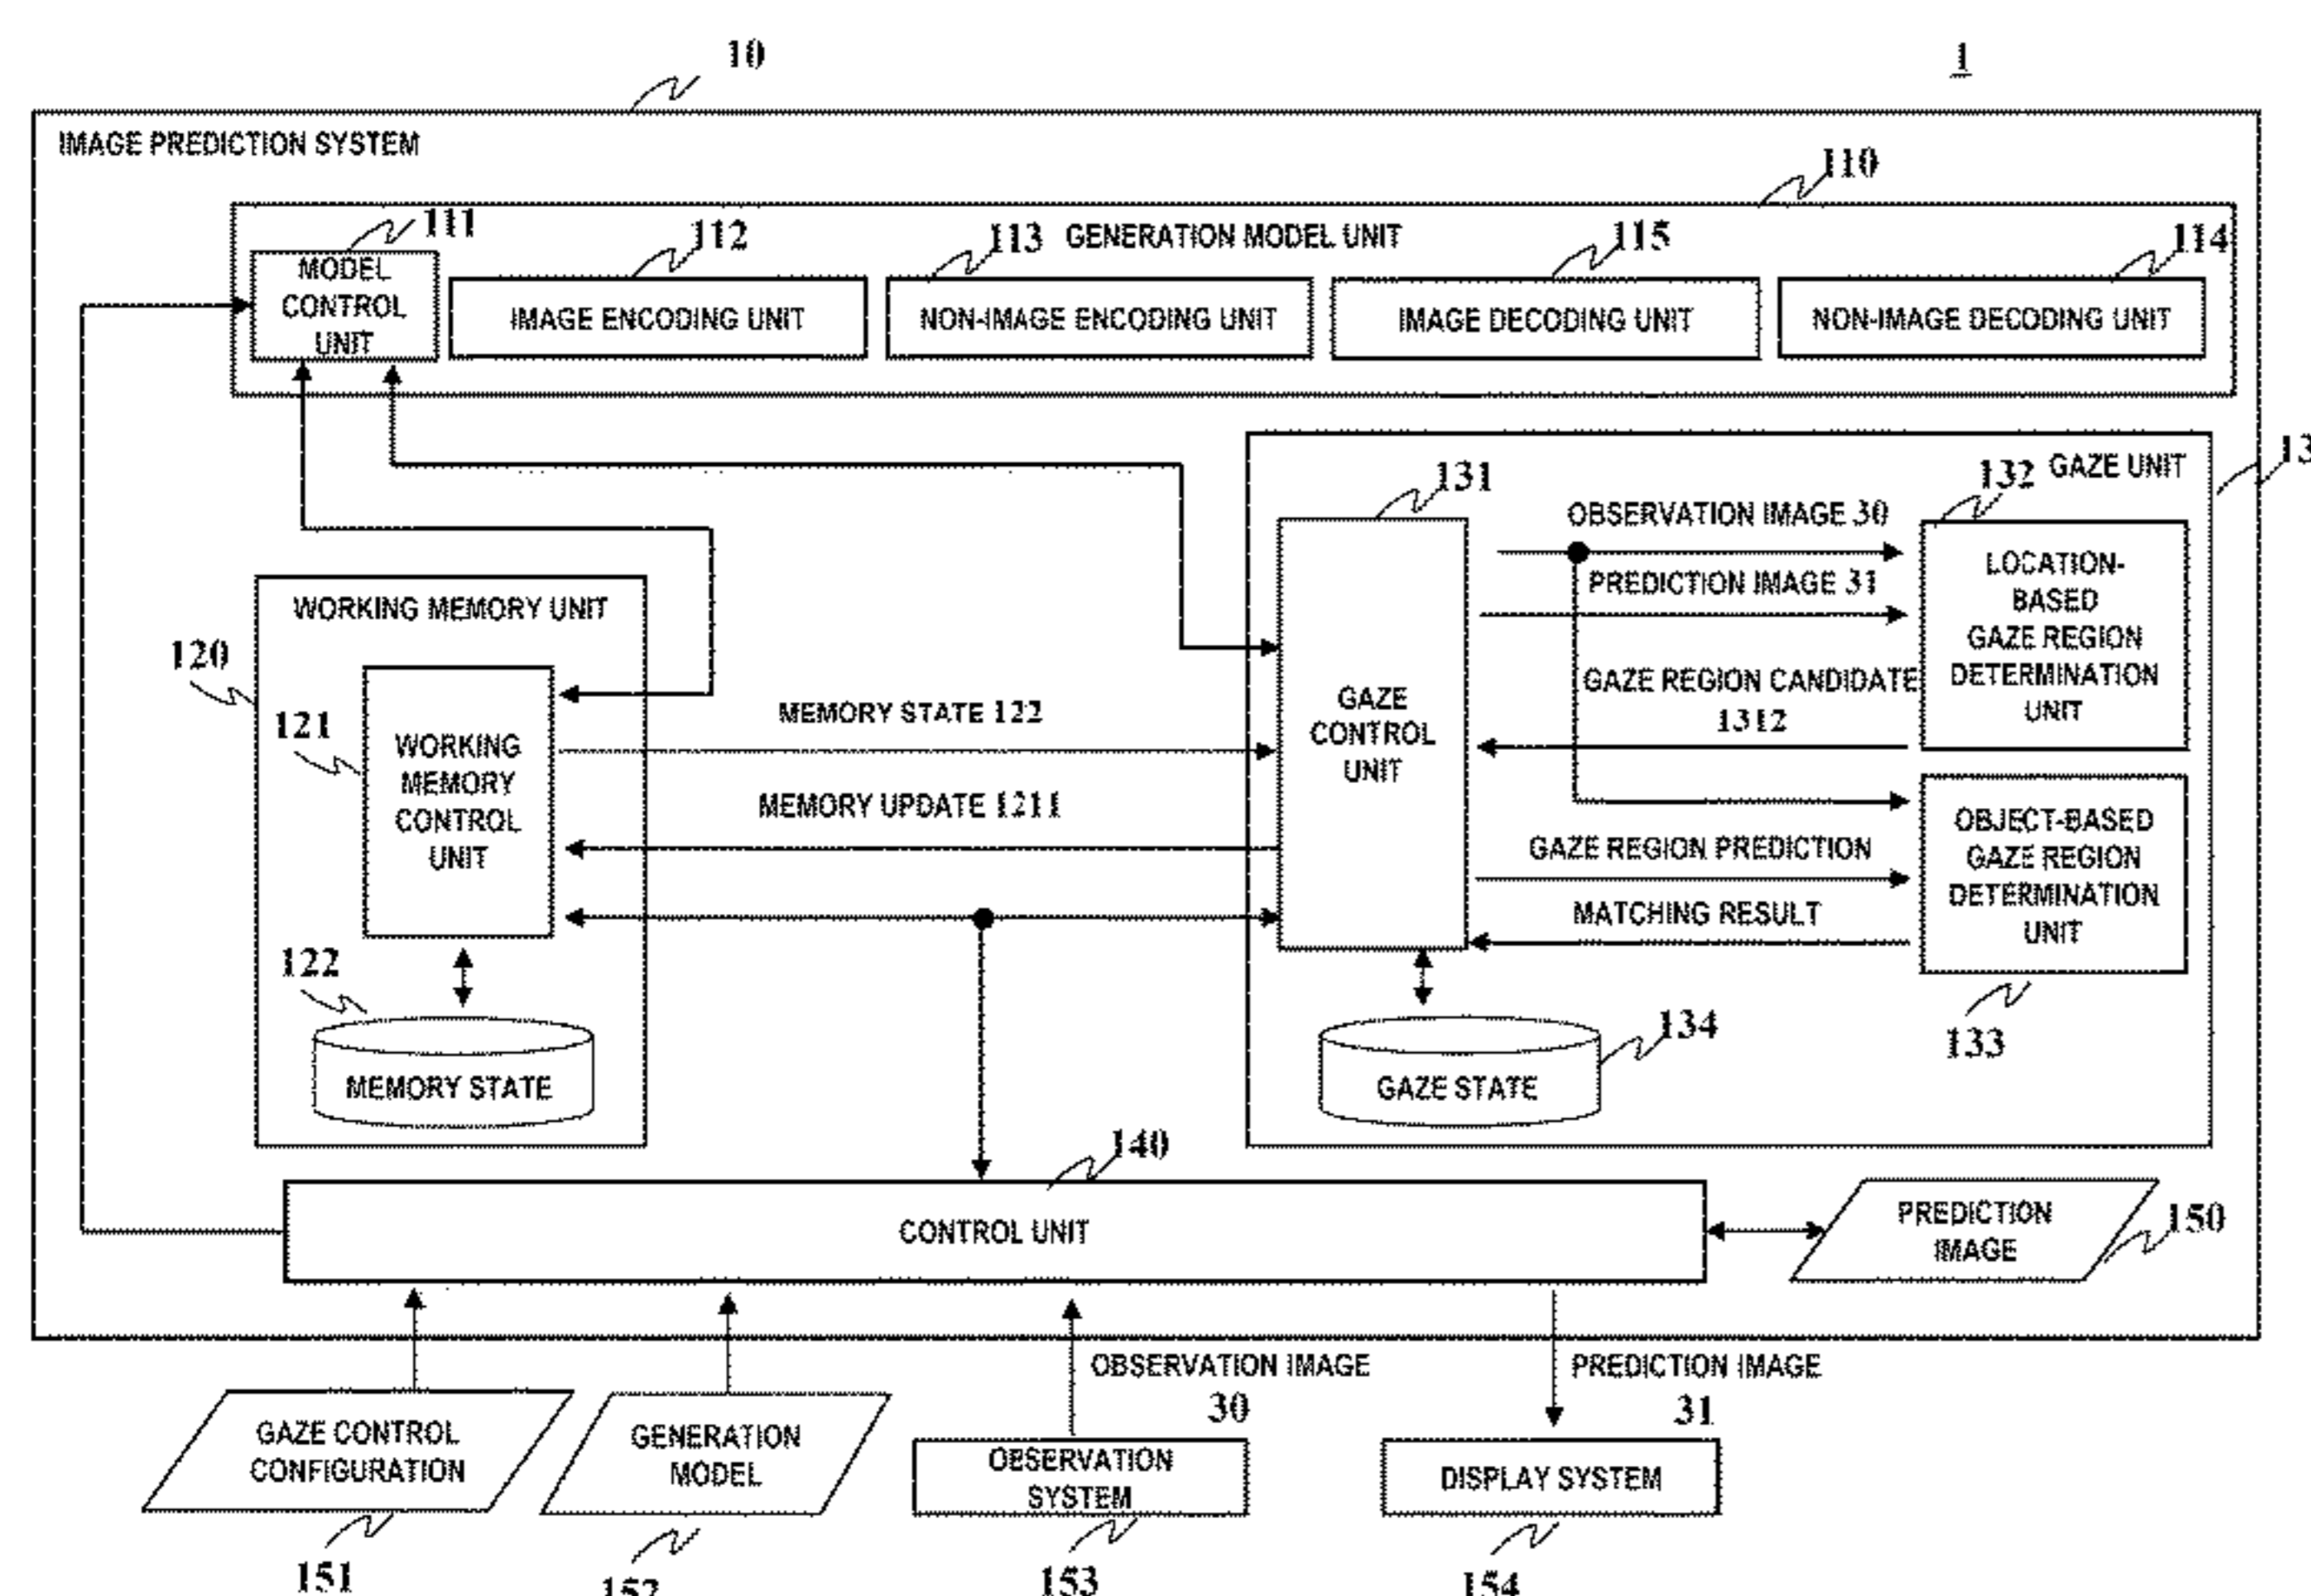 10
1
IMAGE PREDICTION SYSTEM
110
111
112
113
GENERATION MODEL UNIT
115
114
MODEL
CONTROL
UNIT
IMAGE ENCODING UNIT
NON-IMAGE ENCODING UNIT
IMAGE DECODING UNIT
NON-IMAGE DECODING UNIT
131
132
GAZE UNIT
OBSERVATION IMAGE 30
PREDICTION IMAGE 31
LOCATION-
BASED
GAZE REGION
DETERMINATION
UNIT
GAZE REGION CANDIDATE
1312
GAZE
CONTROL
UNIT
WORKING MEMORY UNIT
120
121
WORKING
MEMORY
CONTROL
UNIT
MEMORY STATE 122
MEMORY UPDATE 1211
GAZE REGION PREDICTION
MATCHING RESULT
OBJECT-BASED
GAZE REGION
DETERMINATION
UNIT
122
MEMORY STATE
134
GAZE STATE
133
140
CONTROL UNIT
PREDICTION
IMAGE
150
OBSERVATION IMAGE
30
PREDICTION IMAGE
31
GAZE CONTROL
CONFIGURATION
GENERATION
MODEL
OBSERVATION
SYSTEM
DISPLAY SYSTEM
151
152
153
154